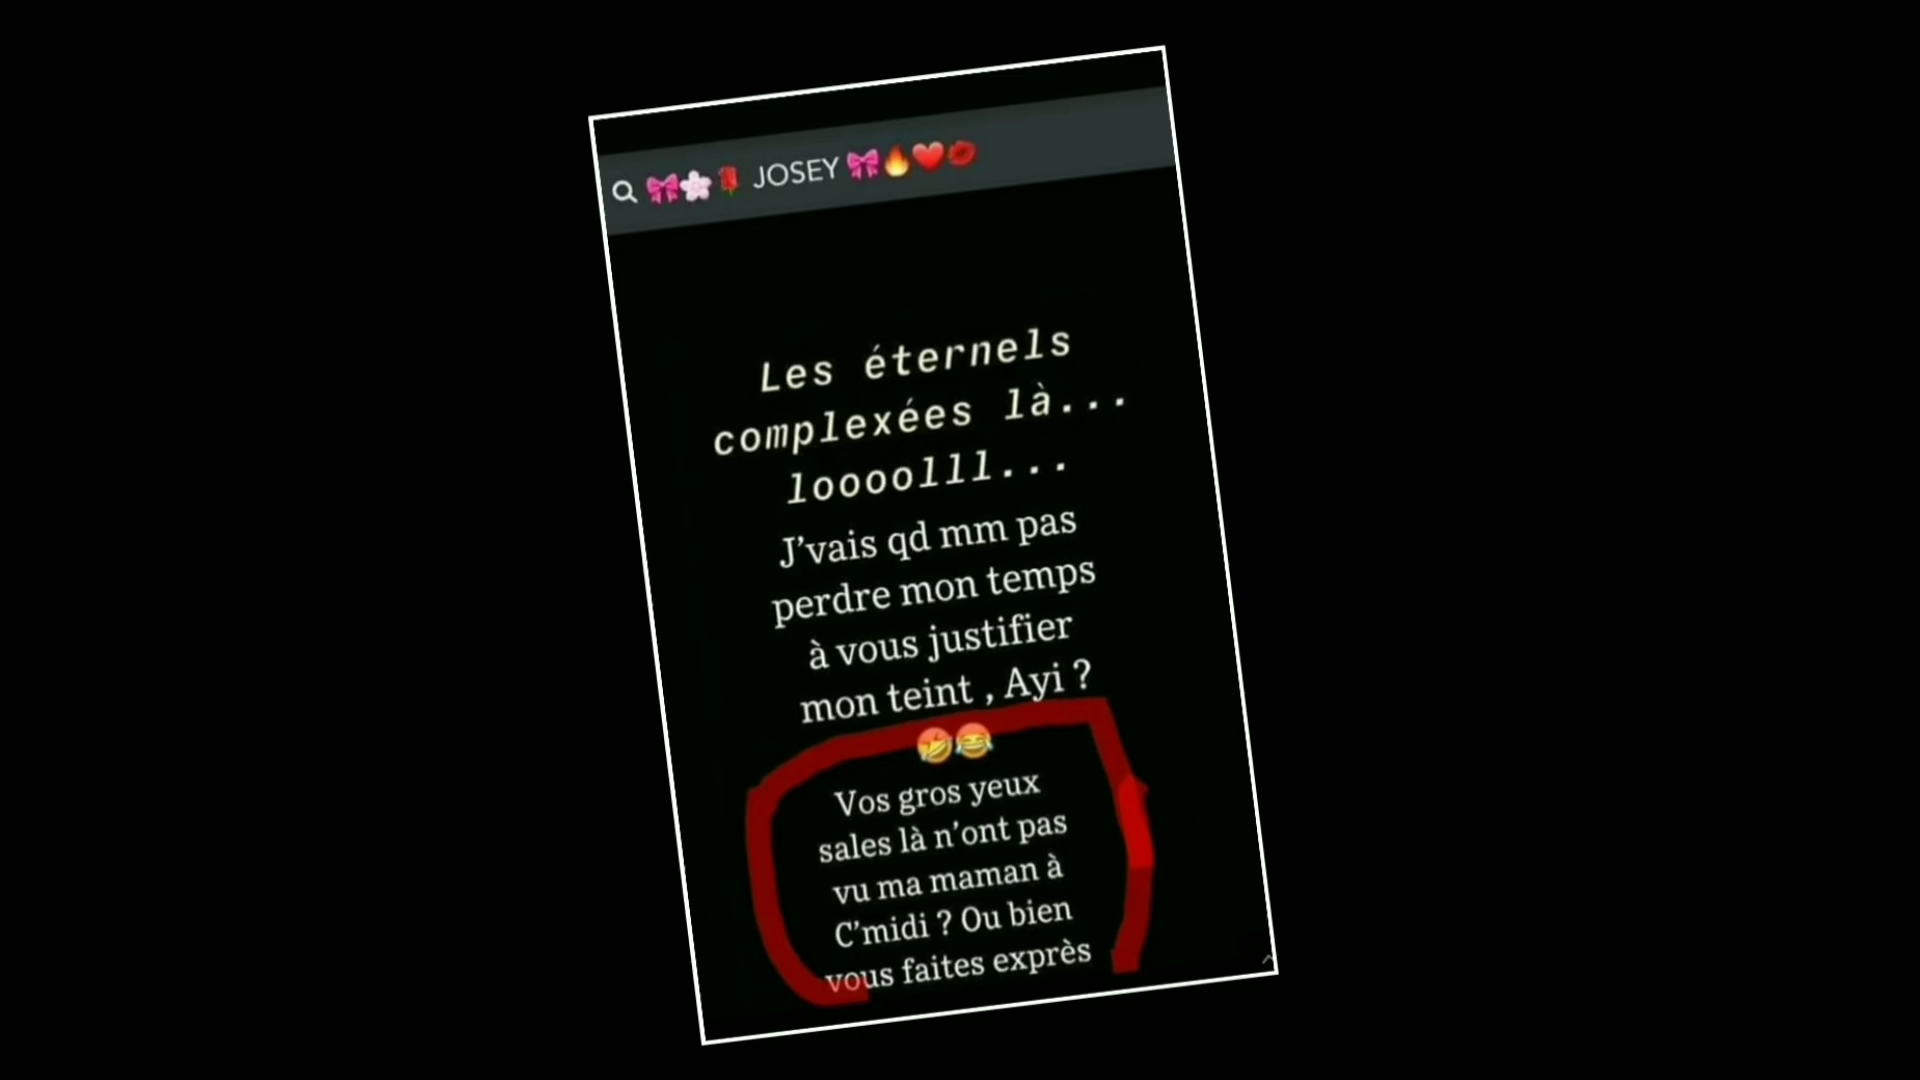 🎀🌸🌹 JOSEY 🎀🔥❤️💋
Les éternels
complexées là...
loooolll...
J’vais qd mm pas
perdre mon temps
à vous justifier
mon teint , Ayi ?
🤣😂
Vos gros yeux
sales là n’ont pas
vu ma maman à
C’midi ? Ou bien
vous faites exprès